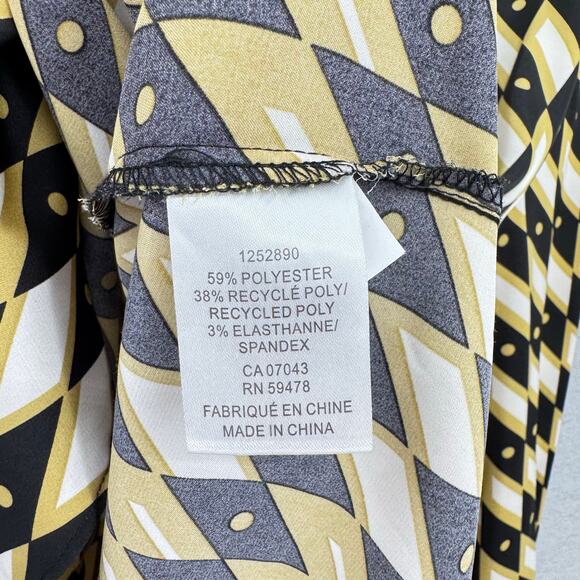 1252890
59% POLYESTER
38% RECYCLÉ POLY/
RECYCLED POLY
3% ELASTHANNE/
SPANDEX
CA 07043
RN 59478
FABRIQUÉ EN CHINE
MADE IN CHINA